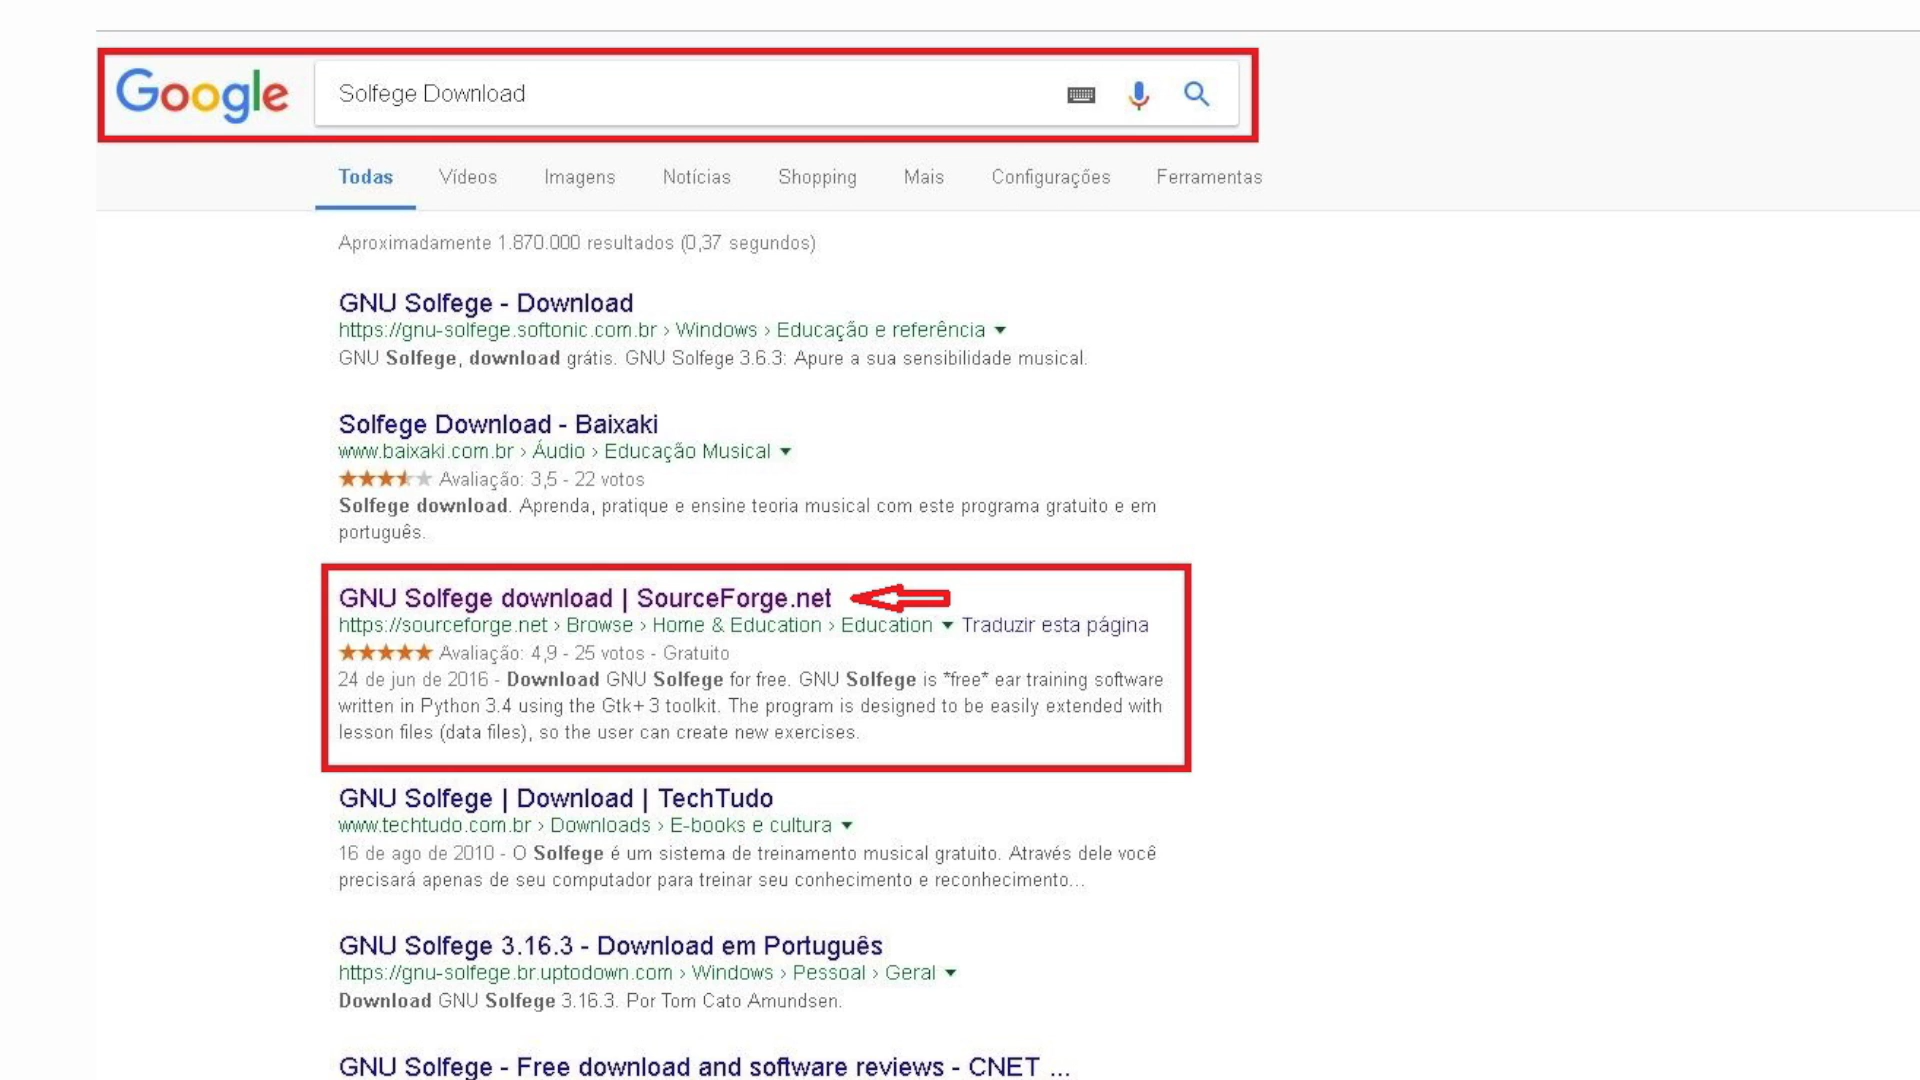 Google Solfege Download
Todas Vídeos Imagens Notícias Shopping Mais Configurações Ferramentas
Aproximadamente 1.870.000 resultados (0,37 segundos)
GNU Solfege - Download
https://gnu-solfege.softonic.com.br › Windows › Educação e referência
GNU Solfege, download grátis. GNU Solfege 3.6.3: Apure a sua sensibilidade musical.
Solfege Download - Baixaki
www.baixaki.com.br › Áudio › Educação Musical
Avaliação: 3,5 - 22 votos
Solfege download. Aprenda, pratique e ensine teoria musical com este programa gratuito e em
português.
GNU Solfege download | SourceForge.net
https://sourceforge.net › Browse › Home & Education › Education Traduzir esta página
Avaliação: 4,9 - 25 votos - Gratuito
24 de jun de 2016 - Download GNU Solfege for free. GNU Solfege is *free* ear training software
written in Python 3.4 using the Gtk+ 3 toolkit. The program is designed to be easily extended with
lesson files (data files), so the user can create new exercises.
GNU Solfege | Download | TechTudo
www.techtudo.com.br › Downloads › E-books e cultura
16 de ago de 2010 - O Solfege é um sistema de treinamento musical gratuito. Através dele você
precisará apenas de seu computador para treinar seu conhecimento e reconhecimento...
GNU Solfege 3.16.3 - Download em Português
https://gnu-solfege.br.uptodown.com › Windows › Pessoal › Geral
Download GNU Solfege 3.16.3. Por Tom Cato Amundsen.
GNU Solfege - Free download and software reviews - CNET ...